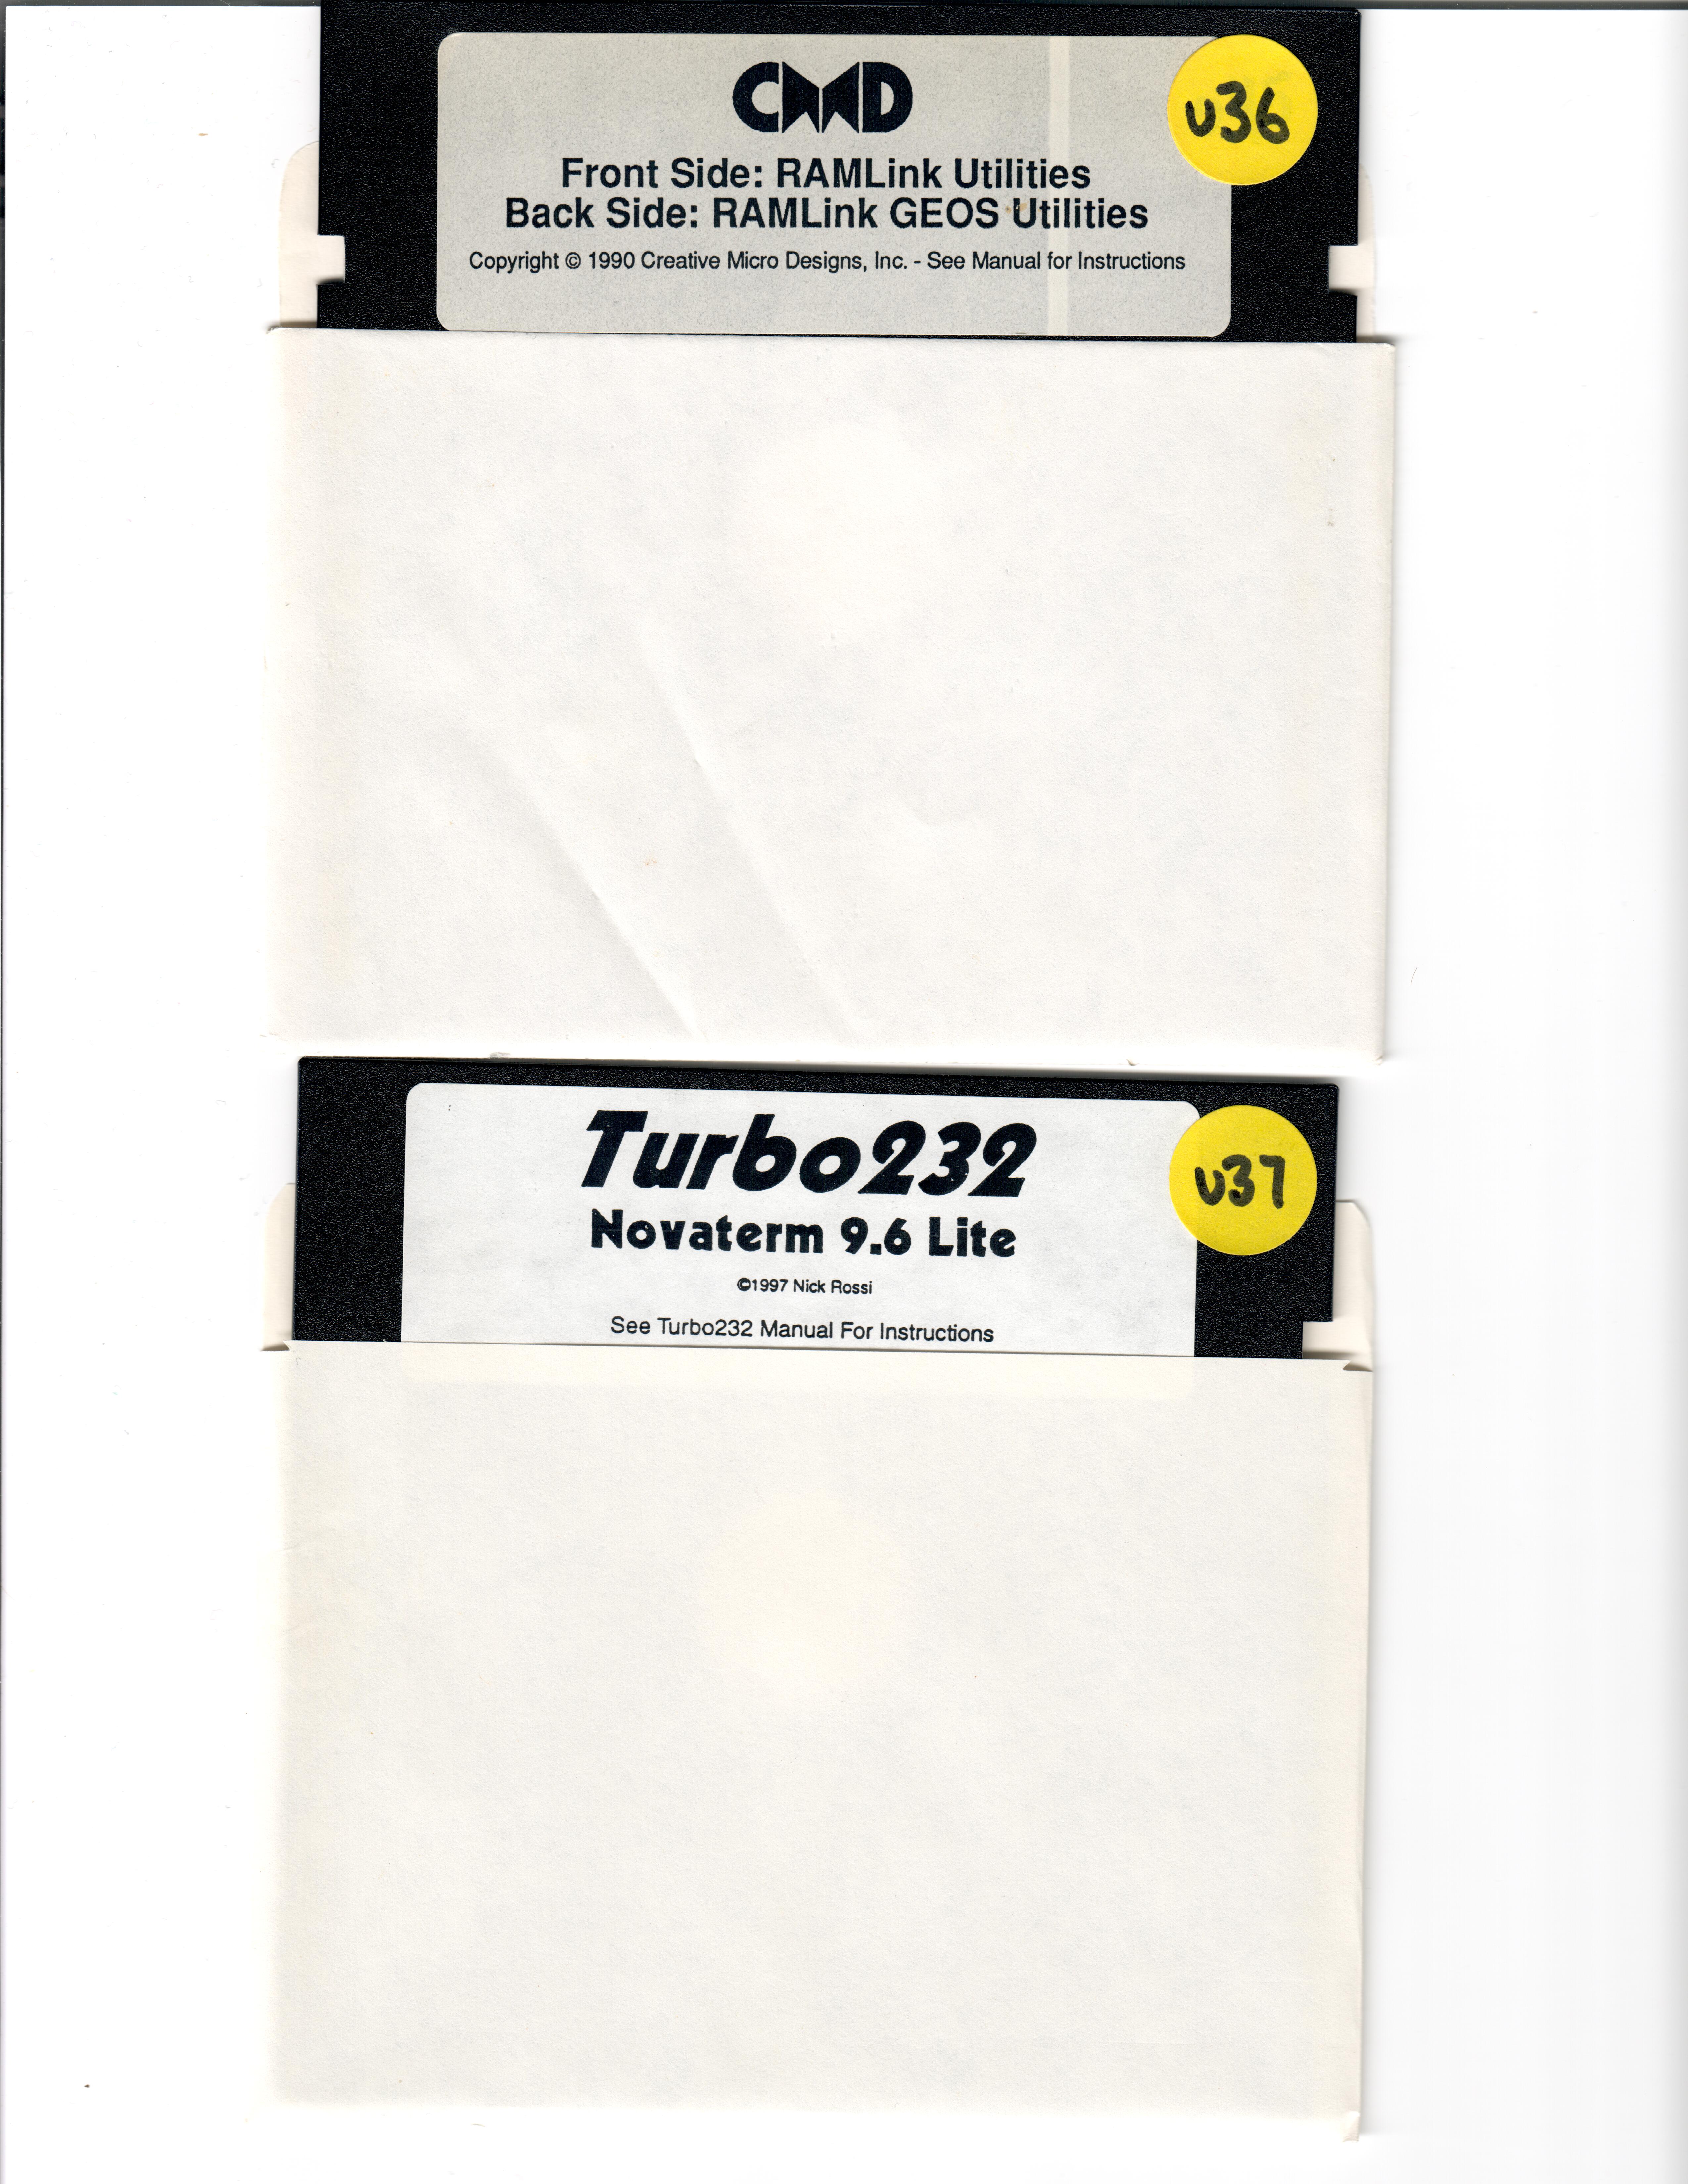 CMD
u36
Front Side: RAMLink Utilities
Back Side: RAMLink GEOS Utilities
Copyright © 1990 Creative Micro Designs, Inc. - See Manual for Instructions
Turbo232
u37
Novaterm 9.6 Lite
©1997 Nick Rossi
See Turbo232 Manual For Instructions